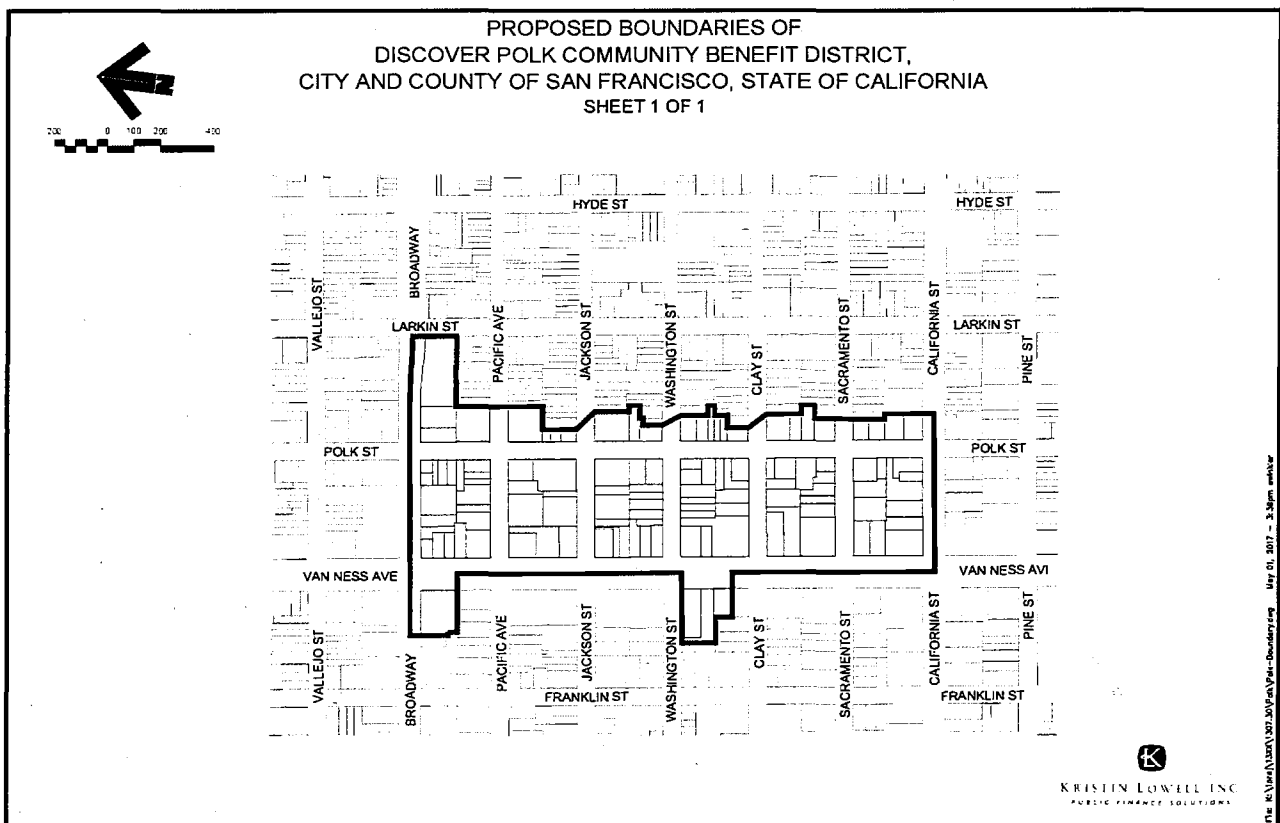 PROPOSED BOUNDARIES OF
DISCOVER POLK COMMUNITY BENEFIT DISTRICT,
CITY AND COUNTY OF SAN FRANCISCO, STATE OF CALIFORNIA
SHEET 1 OF 1
N
200 0 100 200 400
HYDE ST
HYDE ST
VALLEJO ST
BROADWAY
LARKIN ST
PACIFIC AVE
JACKSON ST
WASHINGTON ST
CLAY ST
SACRAMENTO ST
CALIFORNIA ST
LARKIN ST
PINE ST
POLK ST
POLK ST
VAN NESS AVE
VAN NESS AVI
VALLEJO ST
BROADWAY
PACIFIC AVE
JACKSON ST
WASHINGTON ST
CLAY ST
SACRAMENTO ST
CALIFORNIA ST
PINE ST
FRANKLIN ST
FRANKLIN ST
K
KRISTIN LOWELL INC
PUBLIC FINANCE SOLUTIONS
May 01, 2017 - 3:38pm